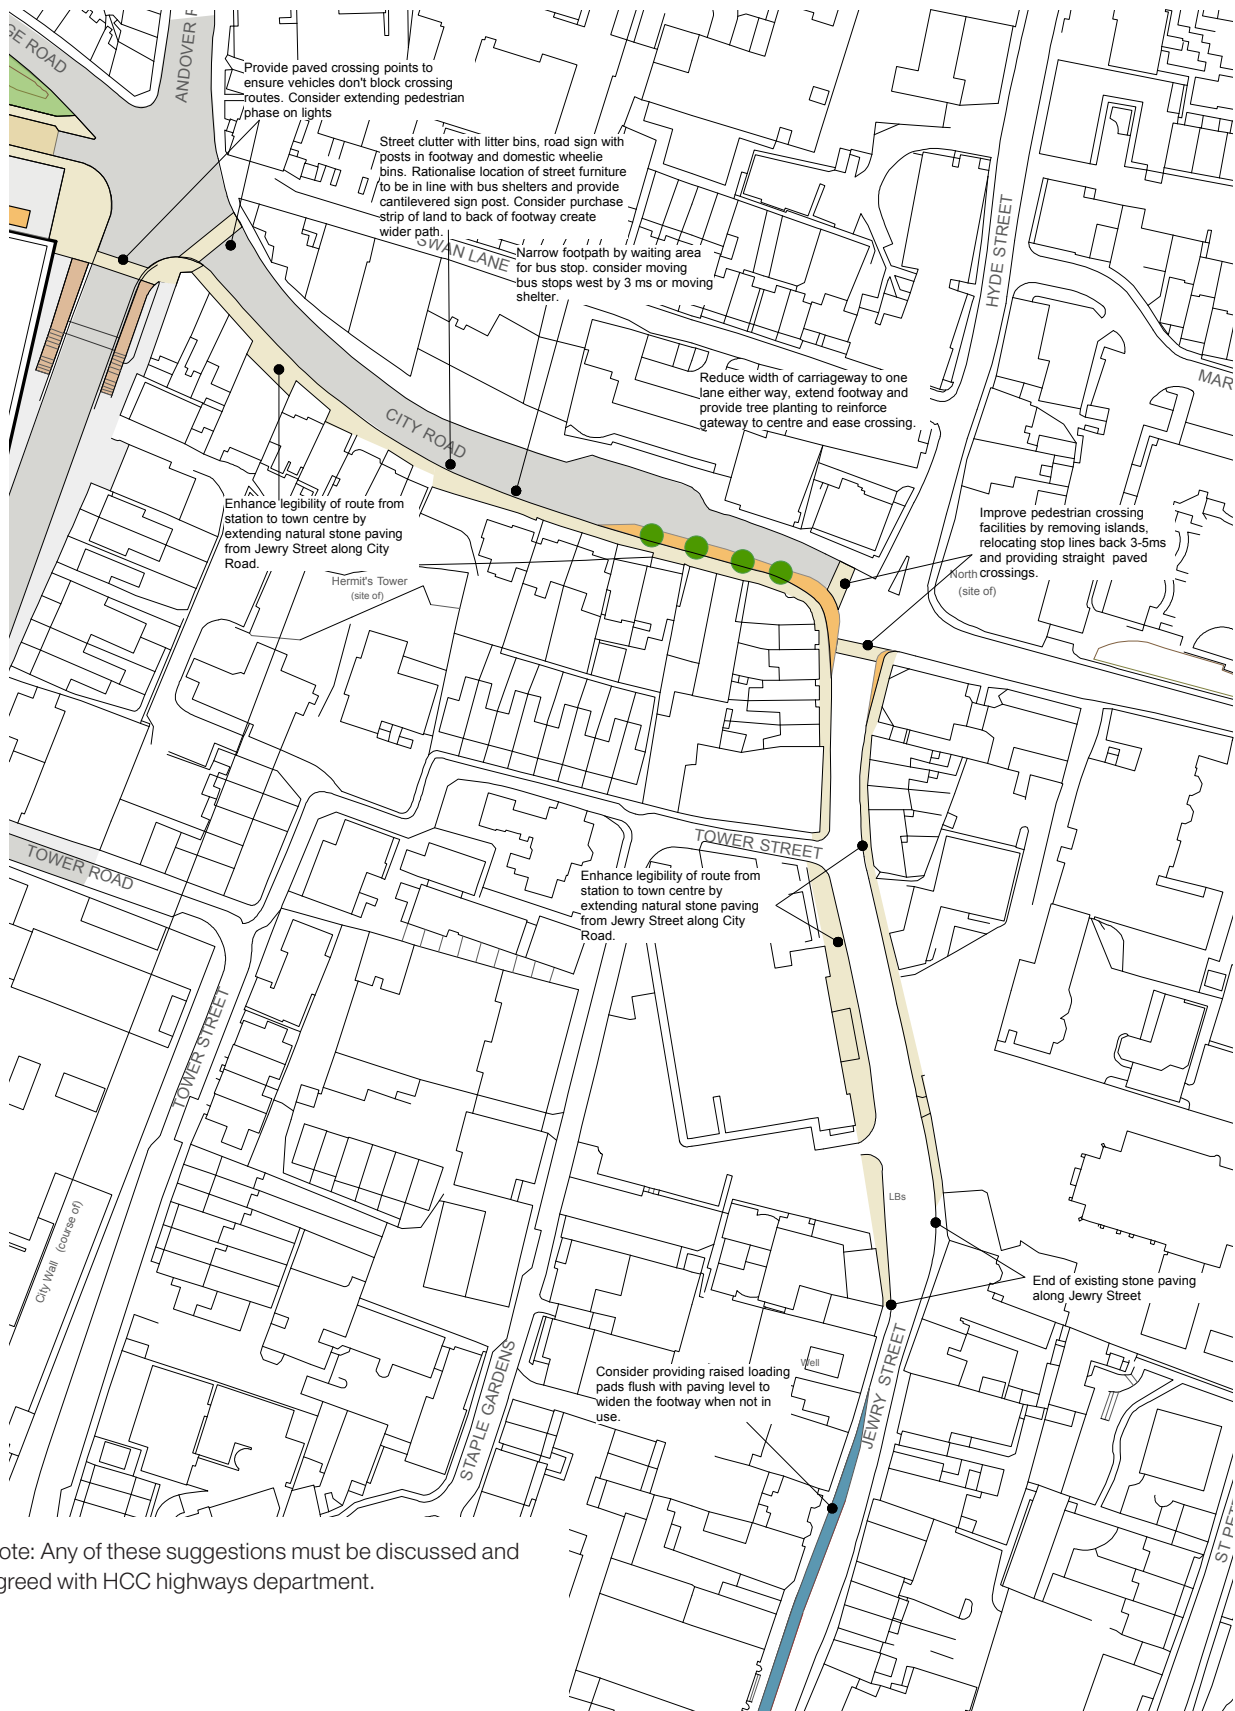 GE ROAD
ANDOVER
Provide paved crossing points to
ensure vehicles don't block crossing
routes. Consider extending pedestrian
phase on lights
Street clutter with litter bins, road sign with
posts in footway and domestic wheelie
bins. Rationalise location of street furniture
to be in line with bus shelters and provide
cantilevered sign post. Consider purchase
strip of land to back of footway create
wider path.
SWAN LANE
Narrow footpath by waiting area
for bus stop. consider moving
bus stops west by 3 ms or moving
shelter.
HYDE STREET
MAR
Reduce width of carriageway to one
lane either way, extend footway and
provide tree planting to reinforce
gateway to centre and ease crossing.
CITY ROAD
Enhance legibility of route from
station to town centre by
extending natural stone paving
from Jewry Street along City
Road.
Improve pedestrian crossing
facilities by removing islands,
relocating stop lines back 3-5ms
and providing straight paved
crossings.
North
(site of)
Hermit's Tower
(site of)
TOWER STREET
TOWER ROAD
Enhance legibility of route from
station to town centre by
extending natural stone paving
from Jewry Street along City
Road.
TOWER STREET
LBs
City Wall (course of)
End of existing stone paving
along Jewry Street
Well
Consider providing raised loading
pads flush with paving level to
widen the footway when not in
use.
JEWRY STREET
STAPLE GARDENS
ST PETE
ote: Any of these suggestions must be discussed and
greed with HCC highways department.